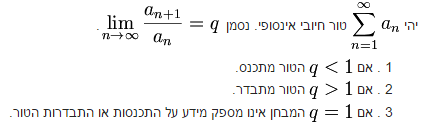 יהי $\sum_{n=1}^{\infty} a_n$ טור חיובי אינסופי. נסמן $\lim_{n\to\infty} \frac{a_{n+1}}{a_n} = q$.
1. אם $q < 1$ הטור מתכנס.
2. אם $q > 1$ הטור מתבדר.
3. אם $q = 1$ המבחן אינו מספק מידע על התכנסות או התבדרות הטור.